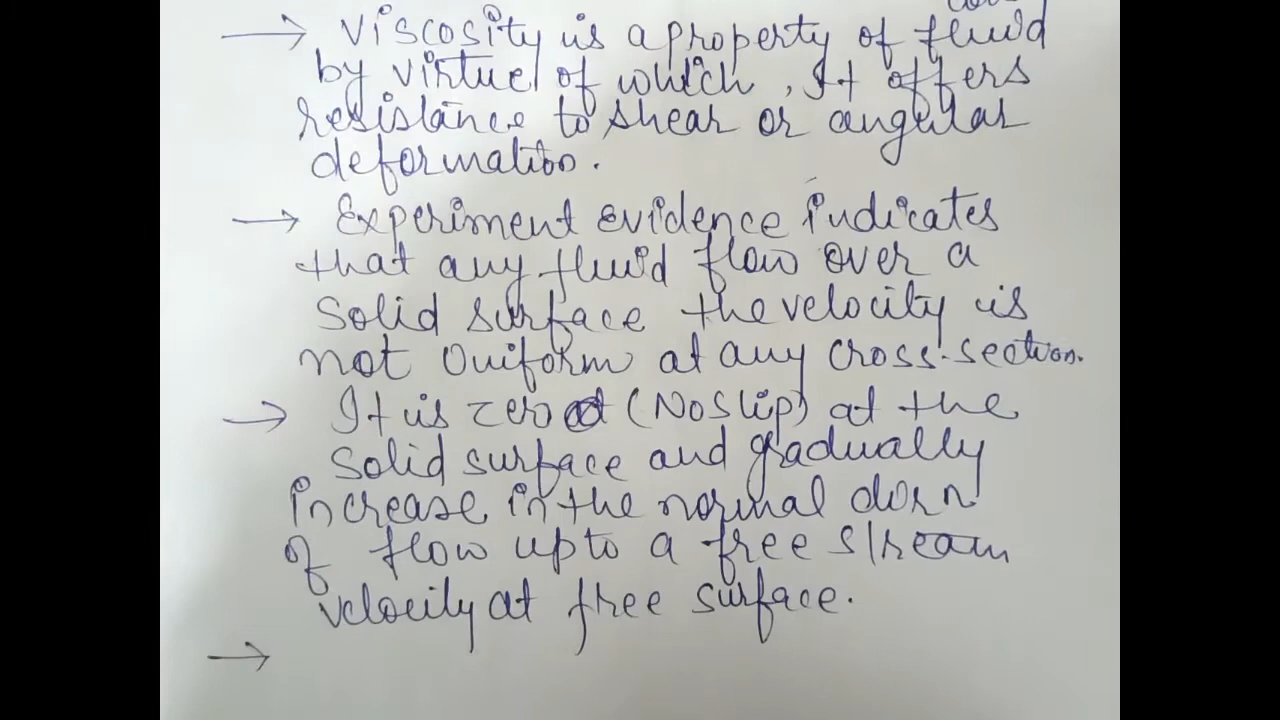 → Viscosity is a property of fluid
by virtue of which, It offers
resistance to shear or angular
deformation.
→ Experiment evidence indicates
that any fluid flow over a
solid surface the velocity is
not Uniform at any cross-section.
→ It is zero at (No slip) at the
solid surface and gradually
increase in the normal dirn
of flow upto a free stream
velocity at free surface.
→